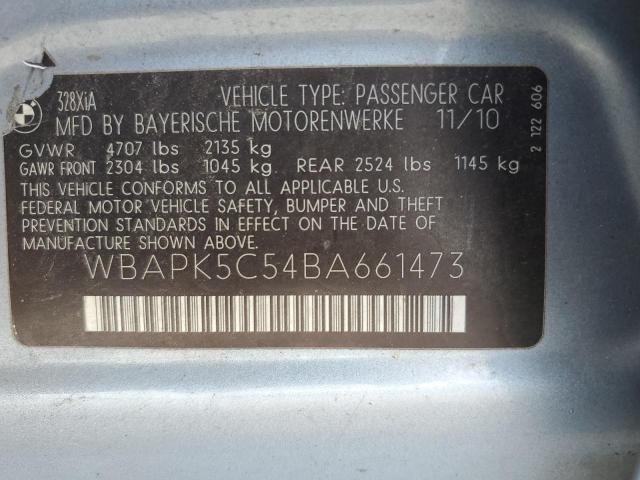 328XiA VEHICLE TYPE: PASSENGER CAR
MFD BY BAYERISCHE MOTORENWERKE 11/10
GVWR 4707 lbs 2135 kg
GAWR FRONT 2304 lbs 1045 kg REAR 2524 lbs 1145 kg
THIS VEHICLE CONFORMS TO ALL APPLICABLE U.S.
FEDERAL MOTOR VEHICLE SAFETY, BUMPER AND THEFT
PREVENTION STANDARDS IN EFFECT ON THE DATE OF
MANUFACTURE SHOWN ABOVE.
WBAPK5C54BA661473
2 122 606